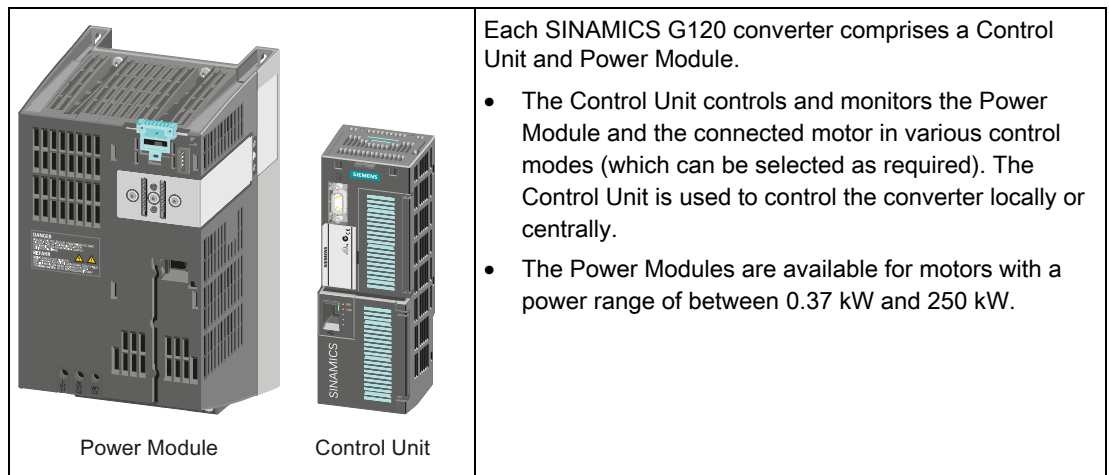 Each SINAMICS G120 converter comprises a Control
Unit and Power Module.
• The Control Unit controls and monitors the Power
Module and the connected motor in various control
modes (which can be selected as required). The
Control Unit is used to control the converter locally or
centrally.
• The Power Modules are available for motors with a
power range of between 0.37 kW and 250 kW.
DANGER
GEFAHR
SIEMENS
SIEMENS
SINAMICS
Power Module
Control Unit